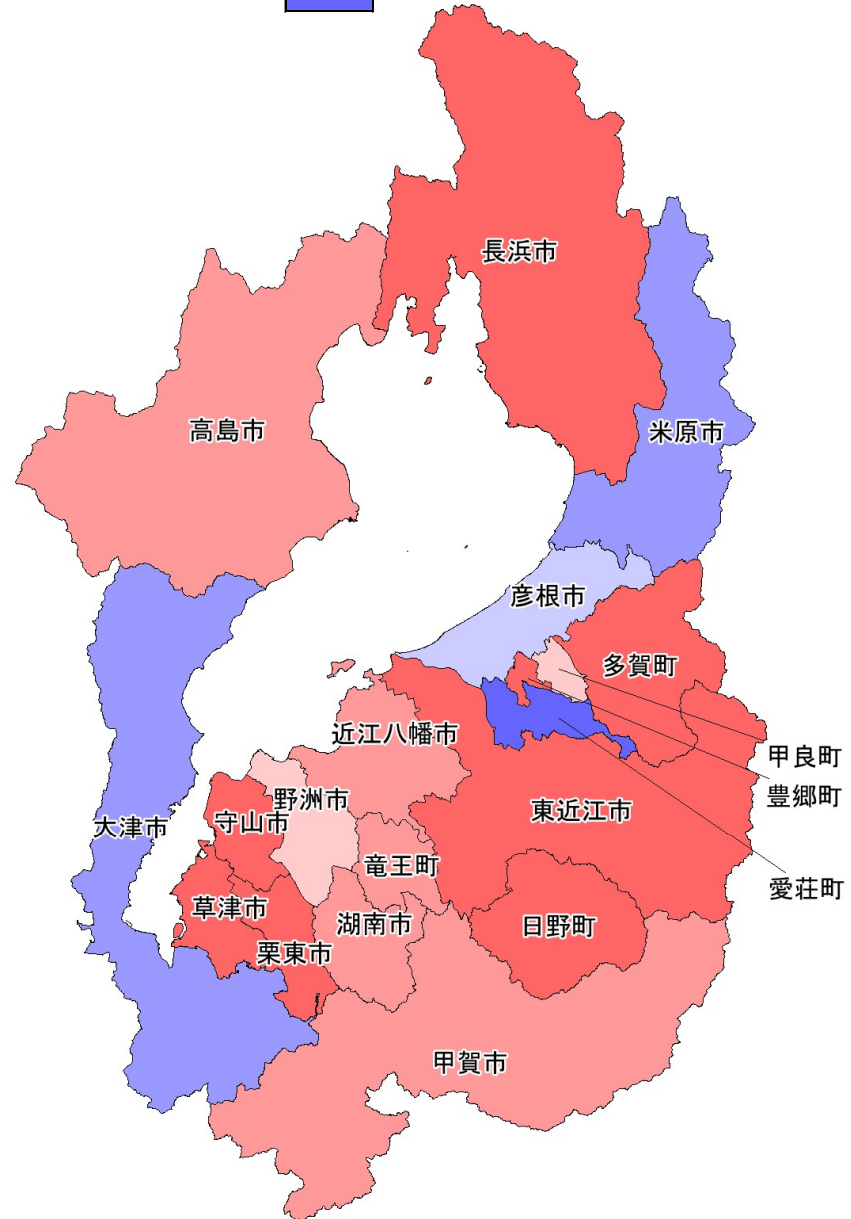 長浜市
米原市
高島市
彦根市
多賀町
近江八幡市
甲良町
豊郷町
野洲市
東近江市
守山市
大津市
竜王町
愛荘町
草津市
湖南市
日野町
栗東市
甲賀市